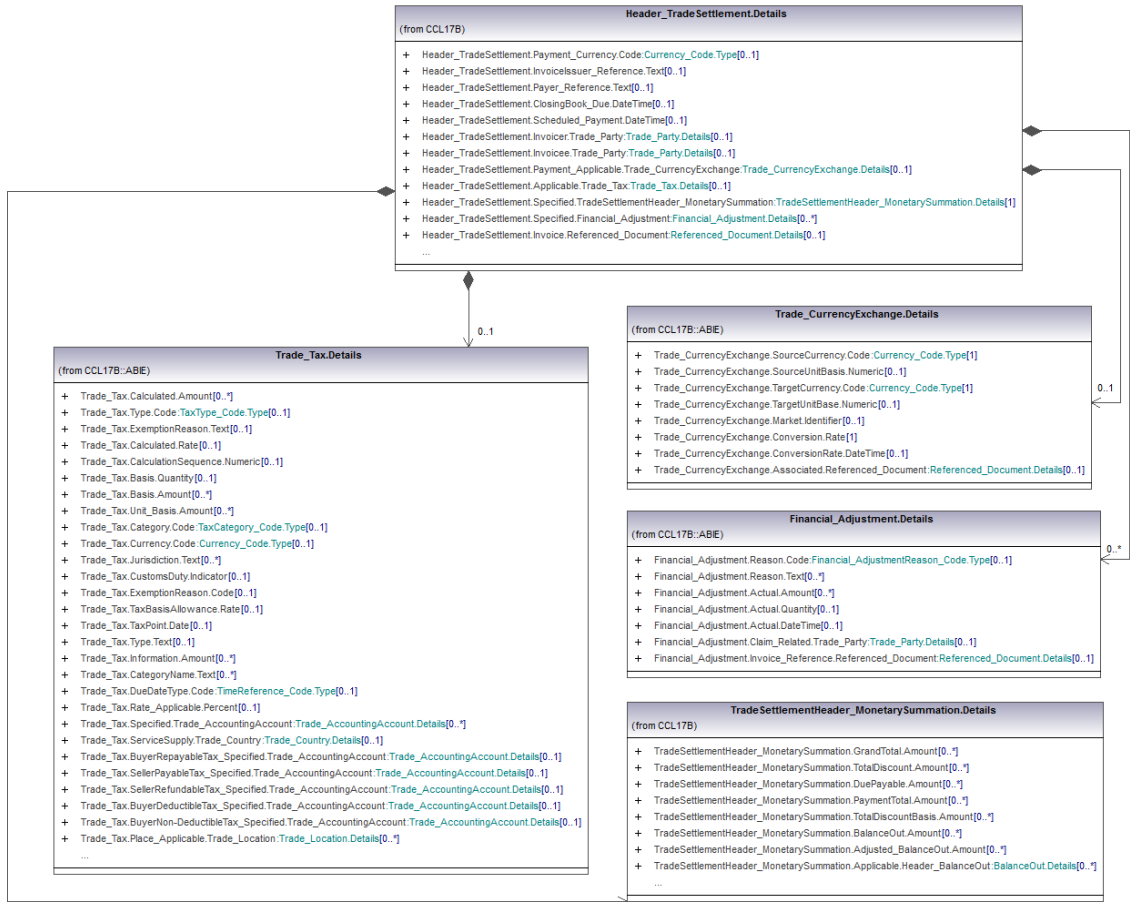 Header_TradeSettlement.Details
(from CCL17B)
+ Header_TradeSettlement.Payment_Currency.Code:Currency_Code.Type[0..1]
+ Header_TradeSettlement.InvoiceIssuer_Reference.Text[0..1]
+ Header_TradeSettlement.Payer_Reference.Text[0..1]
+ Header_TradeSettlement.ClosingBook_Due.DateTime[0..1]
+ Header_TradeSettlement.Scheduled_Payment.DateTime[0..1]
+ Header_TradeSettlement.Invoicer.Trade_Party:Trade_Party.Details[0..1]
+ Header_TradeSettlement.Invoicee.Trade_Party:Trade_Party.Details[0..1]
+ Header_TradeSettlement.Payment_Applicable.Trade_CurrencyExchange:Trade_CurrencyExchange.Details[0..1]
+ Header_TradeSettlement.Applicable.Trade_Tax:Trade_Tax.Details[0..1]
+ Header_TradeSettlement.Specified.TradeSettlementHeader_MonetarySummation:TradeSettlementHeader_MonetarySummation.Details[1]
+ Header_TradeSettlement.Specified.Financial_Adjustment:Financial_Adjustment.Details[0..*]
+ Header_TradeSettlement.Invoice.Referenced_Document:Referenced_Document.Details[0..1]
...
0..1
Trade_Tax.Details
(from CCL17B::ABIE)
+ Trade_Tax.Calculated.Amount[0..*]
+ Trade_Tax.Type.Code:TaxType_Code.Type[0..1]
+ Trade_Tax.ExemptionReason.Text[0..1]
+ Trade_Tax.Calculated.Rate[0..1]
+ Trade_Tax.CalculationSequence.Numeric[0..1]
+ Trade_Tax.Basis.Quantity[0..1]
+ Trade_Tax.Basis.Amount[0..*]
+ Trade_Tax.Unit_Basis.Amount[0..*]
+ Trade_Tax.Category.Code:TaxCategory_Code.Type[0..1]
+ Trade_Tax.Currency.Code:Currency_Code.Type[0..1]
+ Trade_Tax.Jurisdiction.Text[0..*]
+ Trade_Tax.CustomsDuty.Indicator[0..1]
+ Trade_Tax.ExemptionReason.Code[0..1]
+ Trade_Tax.TaxBasisAllowance.Rate[0..1]
+ Trade_Tax.TaxPoint.Date[0..1]
+ Trade_Tax.Type.Text[0..1]
+ Trade_Tax.Information.Amount[0..*]
+ Trade_Tax.CategoryName.Text[0..*]
+ Trade_Tax.DueDateType.Code:TimeReference_Code.Type[0..1]
+ Trade_Tax.Rate_Applicable.Percent[0..1]
+ Trade_Tax.Specified.Trade_AccountingAccount:Trade_AccountingAccount.Details[0..*]
+ Trade_Tax.ServiceSupply.Trade_Country:Trade_Country.Details[0..1]
+ Trade_Tax.BuyerRepayableTax_Specified.Trade_AccountingAccount:Trade_AccountingAccount.Details[0..1]
+ Trade_Tax.SellerPayableTax_Specified.Trade_AccountingAccount:Trade_AccountingAccount.Details[0..1]
+ Trade_Tax.SellerRefundableTax_Specified.Trade_AccountingAccount:Trade_AccountingAccount.Details[0..1]
+ Trade_Tax.BuyerDeductibleTax_Specified.Trade_AccountingAccount:Trade_AccountingAccount.Details[0..1]
+ Trade_Tax.BuyerNon-DeductibleTax_Specified.Trade_AccountingAccount:Trade_AccountingAccount.Details[0..1]
+ Trade_Tax.Place_Applicable.Trade_Location:Trade_Location.Details[0..*]
...
Trade_CurrencyExchange.Details
(from CCL17B::ABIE)
+ Trade_CurrencyExchange.SourceCurrency.Code:Currency_Code.Type[1]
+ Trade_CurrencyExchange.SourceUnitBasis.Numeric[0..1]
+ Trade_CurrencyExchange.TargetCurrency.Code:Currency_Code.Type[1]
+ Trade_CurrencyExchange.TargetUnitBase.Numeric[0..1]
+ Trade_CurrencyExchange.Market.Identifier[0..1]
+ Trade_CurrencyExchange.Conversion.Rate[1]
+ Trade_CurrencyExchange.ConversionRate.DateTime[0..1]
+ Trade_CurrencyExchange.Associated.Referenced_Document:Referenced_Document.Details[0..1]
0..1
Financial_Adjustment.Details
(from CCL17B::ABIE)
+ Financial_Adjustment.Reason.Code:Financial_AdjustmentReason_Code.Type[0..1]
+ Financial_Adjustment.Reason.Text[0..*]
+ Financial_Adjustment.Actual.Amount[0..*]
+ Financial_Adjustment.Actual.Quantity[0..1]
+ Financial_Adjustment.Actual.DateTime[0..1]
+ Financial_Adjustment.Claim_Related.Trade_Party:Trade_Party.Details[0..1]
+ Financial_Adjustment.Invoice_Reference.Referenced_Document:Referenced_Document.Details[0..1]
0..*
TradeSettlementHeader_MonetarySummation.Details
(from CCL17B)
+ TradeSettlementHeader_MonetarySummation.GrandTotal.Amount[0..*]
+ TradeSettlementHeader_MonetarySummation.TotalDiscount.Amount[0..*]
+ TradeSettlementHeader_MonetarySummation.DuePayable.Amount[0..*]
+ TradeSettlementHeader_MonetarySummation.PaymentTotal.Amount[0..*]
+ TradeSettlementHeader_MonetarySummation.TotalDiscountBasis.Amount[0..*]
+ TradeSettlementHeader_MonetarySummation.BalanceOut.Amount[0..*]
+ TradeSettlementHeader_MonetarySummation.Adjusted_BalanceOut.Amount[0..*]
+ TradeSettlementHeader_MonetarySummation.Applicable.Header_BalanceOut:BalanceOut.Details[0..*]
...